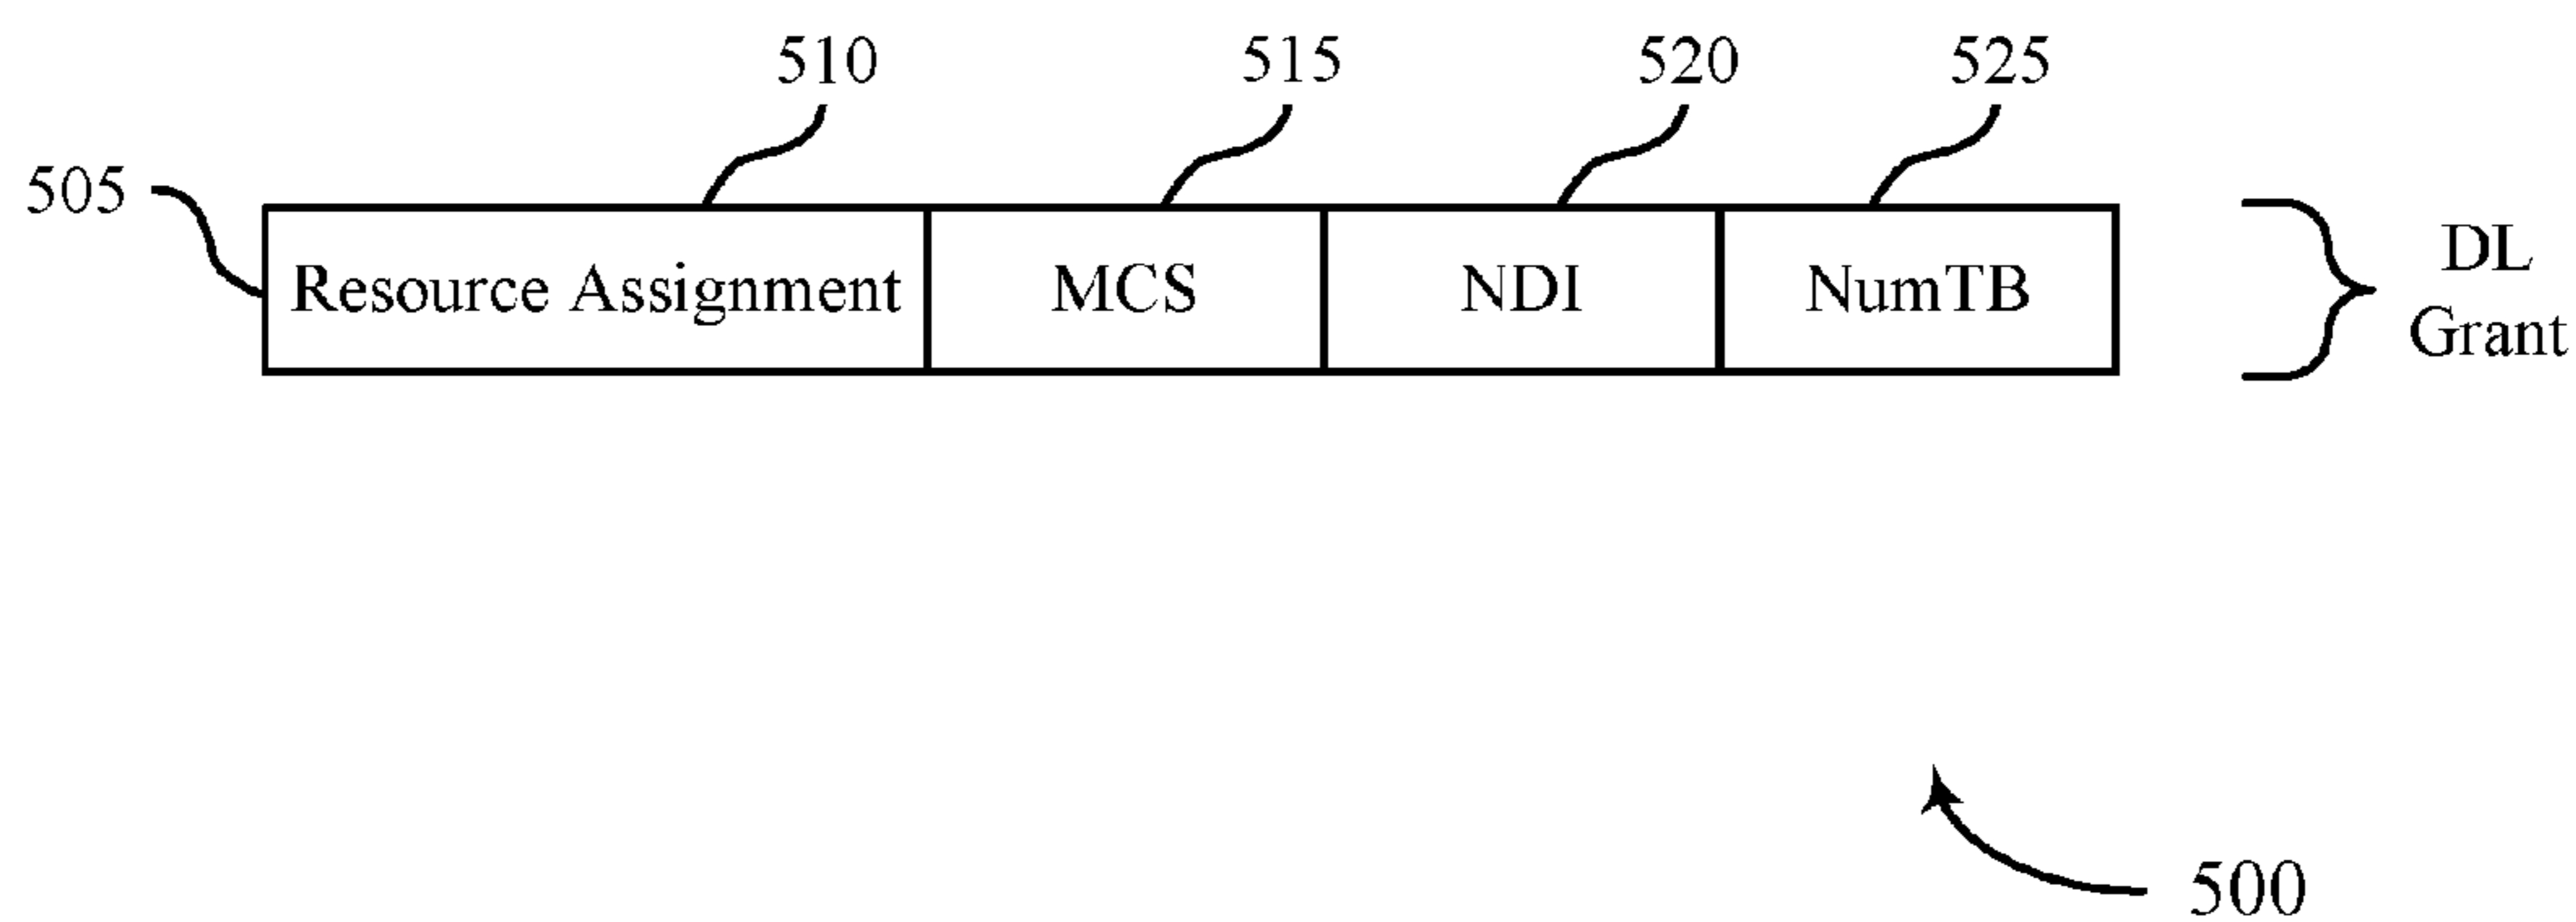 510 515 520 525
505
Resource Assignment MCS NDI NumTB
DL
Grant
500